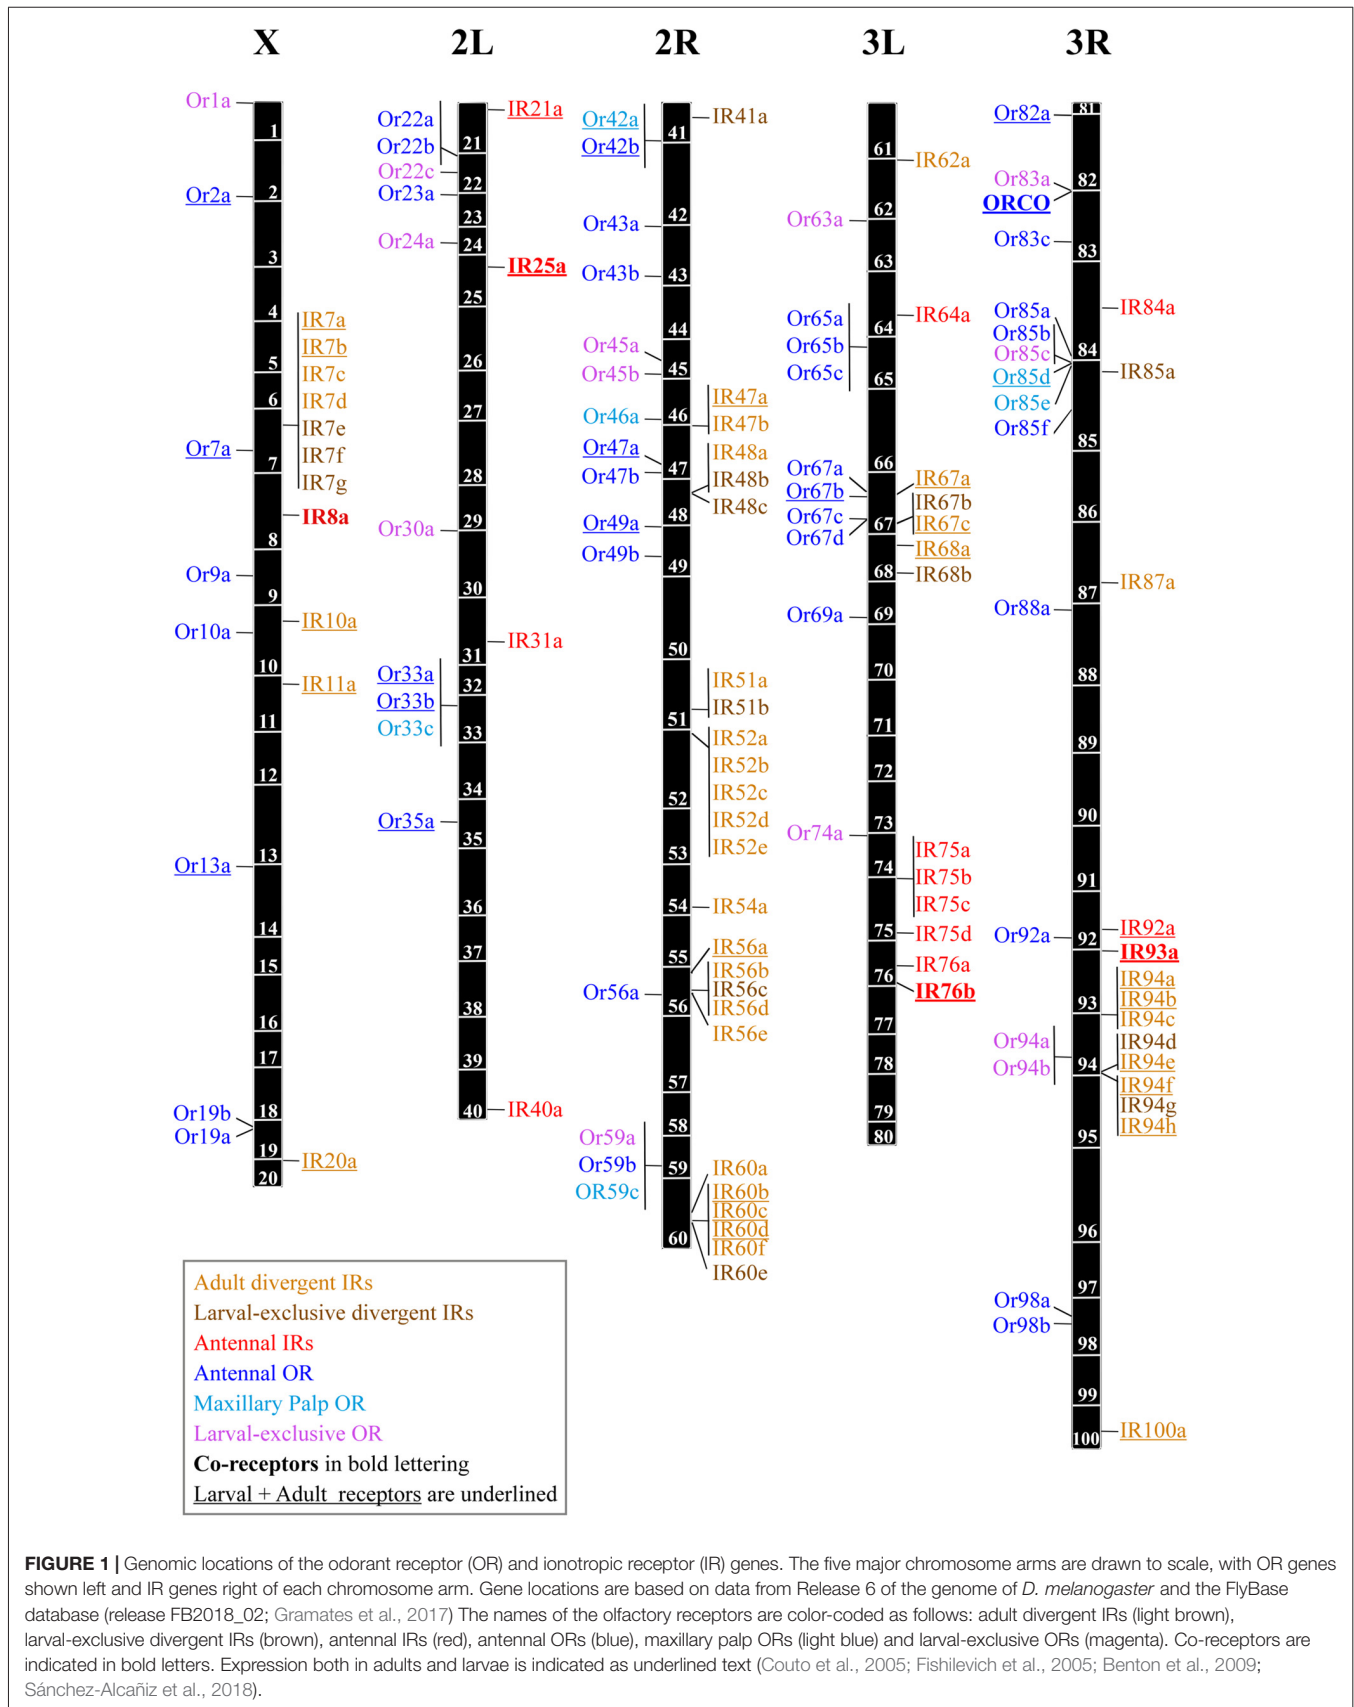 X 2L 2R 3L 3R
Or1a
1
Or2a
2
3
4
IR7a
IR7b
5
IR7c
IR7d
6
IR7e
Or7a
7
IR7f
IR7g
IR8a
8
Or9a
9
IR10a
Or10a
10
IR11a
11
12
13
Or13a
14
15
16
17
Or19b
18
Or19a
19
IR20a
20
IR21a
Or22a
Or22b
21
Or22c
22
Or23a
23
Or24a
24
IR25a
25
26
27
28
29
Or30a
30
IR31a
31
Or33a
32
Or33b
Or33c
33
34
Or35a
35
36
37
38
39
40
IR40a
Or42a
IR41a
41
Or42b
42
Or43a
Or43b
43
44
Or45a
45
Or45b
IR47a
Or46a
46
IR47b
Or47a
IR48a
47
Or47b
IR48b
IR48c
48
Or49a
Or49b
49
50
IR51a
IR51b
51
IR52a
IR52b
IR52c
52
IR52d
IR52e
53
54
IR54a
IR56a
55
IR56b
Or56a
IR56c
56
IR56d
IR56e
57
58
Or59a
Or59b
59
IR60a
OR59c
IR60b
IR60c
IR60d
60
IR60f
IR60e
61
IR62a
62
Or63a
63
Or65a
IR64a
64
Or65b
Or65c
65
66
Or67a
IR67a
Or67b
IR67b
Or67c
67
IR67c
Or67d
IR68a
68
IR68b
Or69a
69
70
71
72
73
Or74a
IR75a
74
IR75b
IR75c
75
IR75d
IR76a
76
IR76b
77
78
79
80
81
Or82a
Or83a
82
ORCO
Or83c
83
IR84a
Or85a
Or85b
Or85c
84
Or85d
IR85a
Or85e
Or85f
85
86
IR87a
87
Or88a
88
89
90
91
IR92a
Or92a
92
IR93a
IR94a
93
IR94b
IR94c
Or94a
IR94d
94
IR94e
Or94b
IR94f
IR94g
IR94h
95
96
97
Or98a
Or98b
98
99
IR100a
100
Adult divergent IRs
Larval-exclusive divergent IRs
Antennal IRs
Antennal OR
Maxillary Palp OR
Larval-exclusive OR
Co-receptors in bold lettering
Larval + Adult receptors are underlined
FIGURE 1 | Genomic locations of the odorant receptor (OR) and ionotropic receptor (IR) genes. The five major chromosome arms are drawn to scale, with OR genes
shown left and IR genes right of each chromosome arm. Gene locations are based on data from Release 6 of the genome of D. melanogaster and the FlyBase
database (release FB2018_02; Gramates et al., 2017) The names of the olfactory receptors are color-coded as follows: adult divergent IRs (light brown),
larval-exclusive divergent IRs (brown), antennal IRs (red), antennal ORs (blue), maxillary palp ORs (light blue) and larval-exclusive ORs (magenta). Co-receptors are
indicated in bold letters. Expression both in adults and larvae is indicated as underlined text (Couto et al., 2005; Fishilevich et al., 2005; Benton et al., 2009;
Sánchez-Alcañiz et al., 2018).